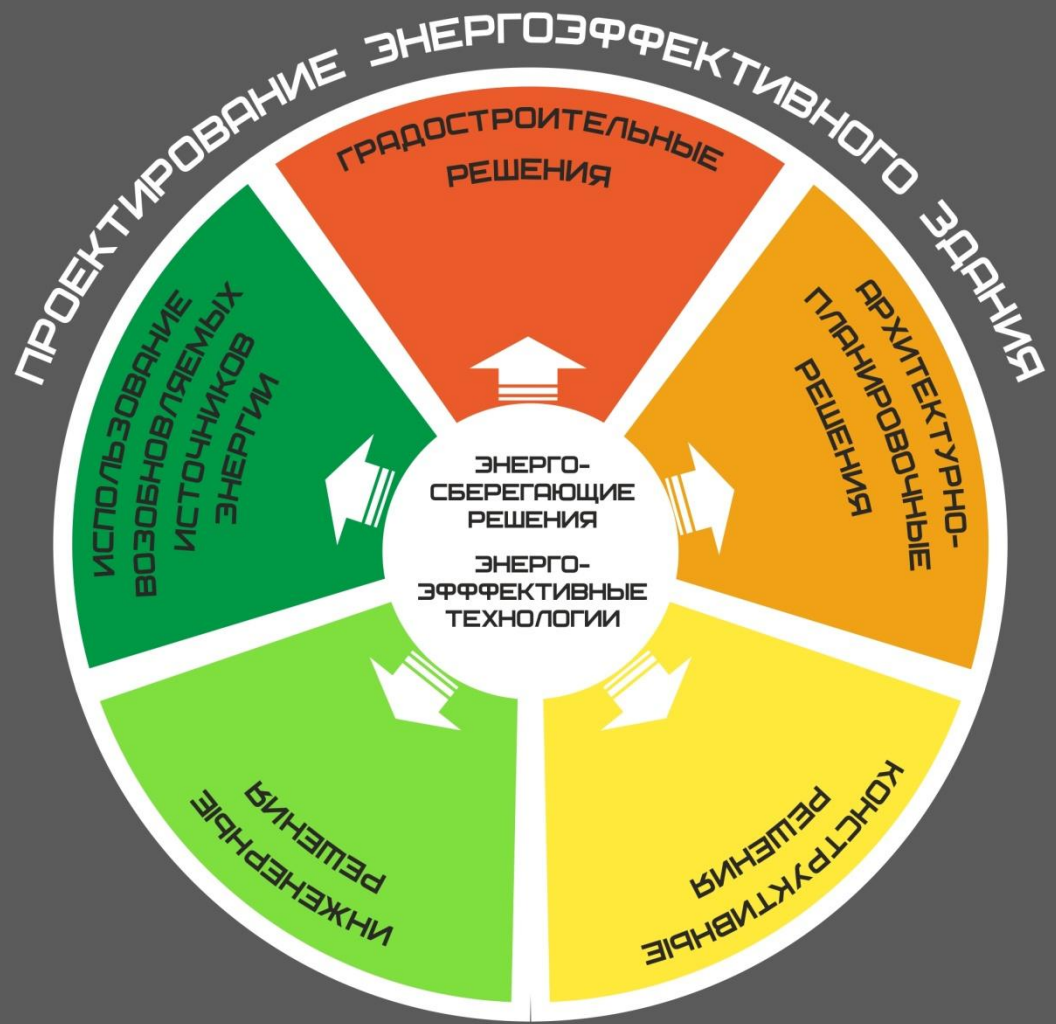 ПРОЕКТИРОВАНИЕ ЭНЕРГОЭФФЕКТИВНОГО ЗДАНИЯ
ГРАДОСТРОИТЕЛЬНЫЕ
РЕШЕНИЯ
АРХИТЕКТУРНО-
ПЛАНИРОВОЧНЫЕ
РЕШЕНИЯ
КОНСТРУКТИВНЫЕ
РЕШЕНИЯ
ИНЖЕНЕРНЫЕ
РЕШЕНИЯ
ИСПОЛЬЗОВАНИЕ
ВОЗОБНОВЛЯЕМЫХ
ИСТОЧНИКОВ
ЭНЕРГИИ
ЭНЕРГО-
СБЕРЕГАЮЩИЕ
РЕШЕНИЯ
ЭНЕРГО-
ЭФФФЕКТИВНЫЕ
ТЕХНОЛОГИИ